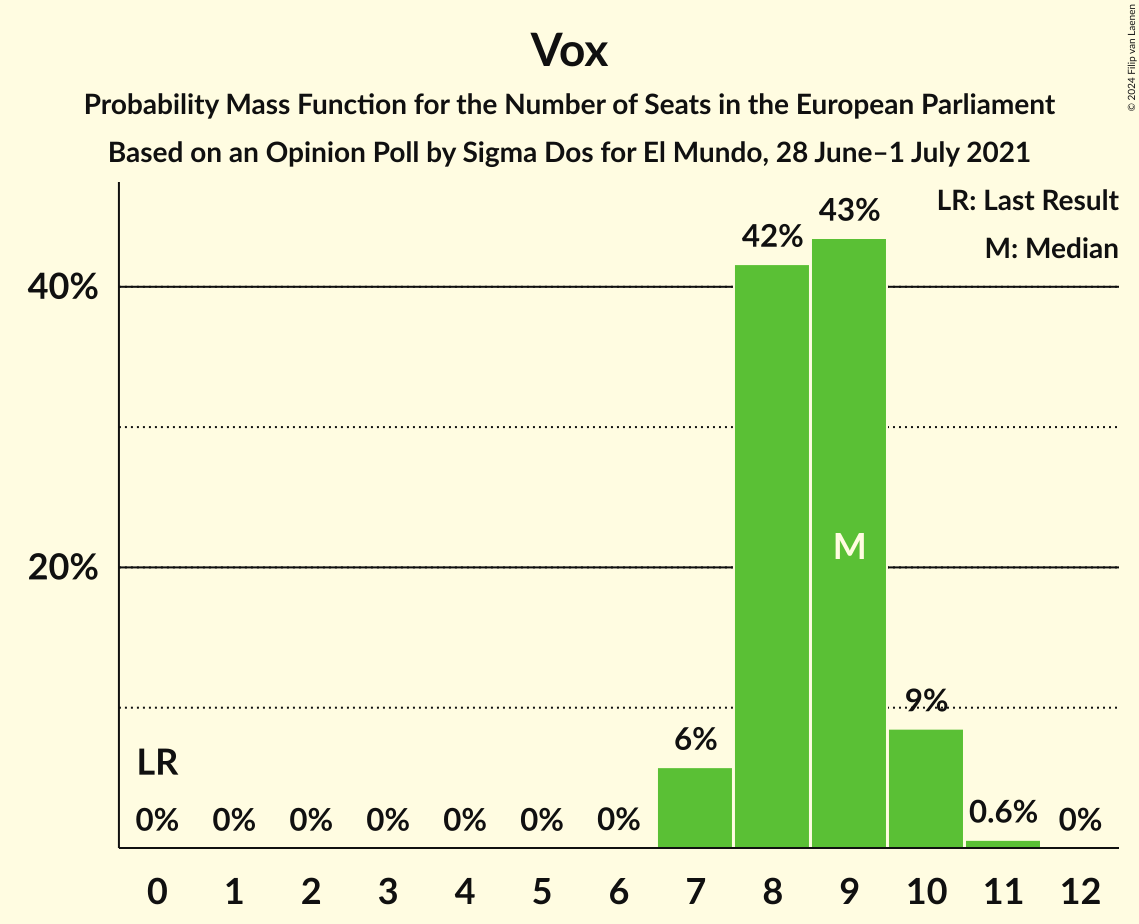 Vox
Probability Mass Function for the Number of Seats in the European Parliament
Based on an Opinion Poll by Sigma Dos for El Mundo, 28 June–1 July 2021
© 2024 Filip van Laenen
LR: Last Result
M: Median
40%
20%
LR
0% 0% 0% 0% 0% 0% 0% 6% 42% 43% 9% 0.6% 0%
M
0 1 2 3 4 5 6 7 8 9 10 11 12